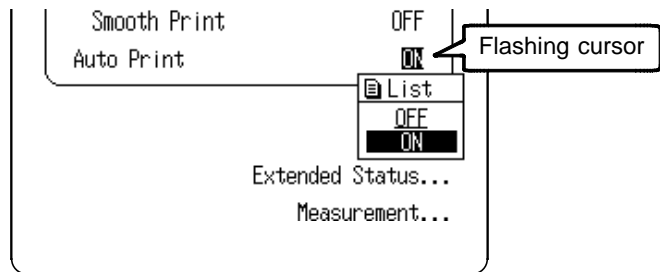 Smooth Print OFF
Auto Print ON
Flashing cursor
List
OFF
ON
Extended Status...
Measurement...